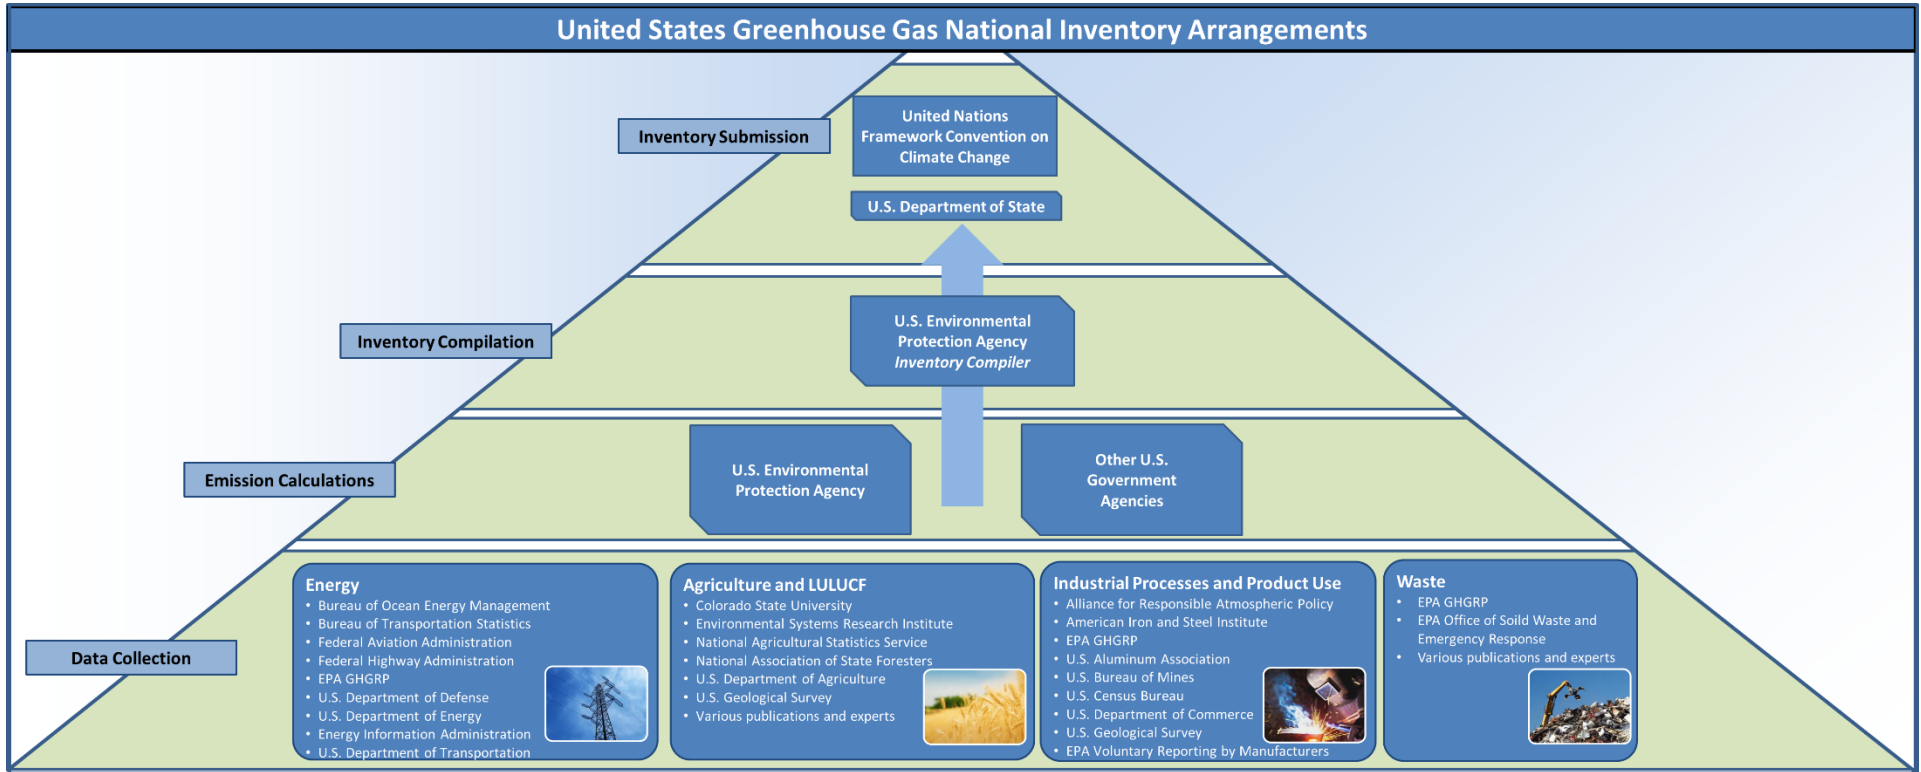 United States Greenhouse Gas National Inventory Arrangements
Inventory Submission
United Nations
Framework Convention on
Climate Change
U.S. Department of State
Inventory Compilation
U.S. Environmental
Protection Agency
Inventory Compiler
Emission Calculations
U.S. Environmental
Protection Agency
Other U.S.
Government
Agencies
Data Collection
Energy
• Bureau of Ocean Energy Management
• Bureau of Transportation Statistics
• Federal Aviation Administration
• Federal Highway Administration
• EPA GHGRP
• U.S. Department of Defense
• U.S. Department of Energy
• Energy Information Administration
• U.S. Department of Transportation
Agriculture and LULUCF
• Colorado State University
• Environmental Systems Research Institute
• National Agricultural Statistics Service
• National Association of State Foresters
• U.S. Department of Agriculture
• U.S. Geological Survey
• Various publications and experts
Industrial Processes and Product Use
• Alliance for Responsible Atmospheric Policy
• American Iron and Steel Institute
• EPA GHGRP
• U.S. Aluminum Association
• U.S. Bureau of Mines
• U.S. Census Bureau
• U.S. Department of Commerce
• U.S. Geological Survey
• EPA Voluntary Reporting by Manufacturers
Waste
• EPA GHGRP
• EPA Office of Soild Waste and
Emergency Response
• Various publications and experts